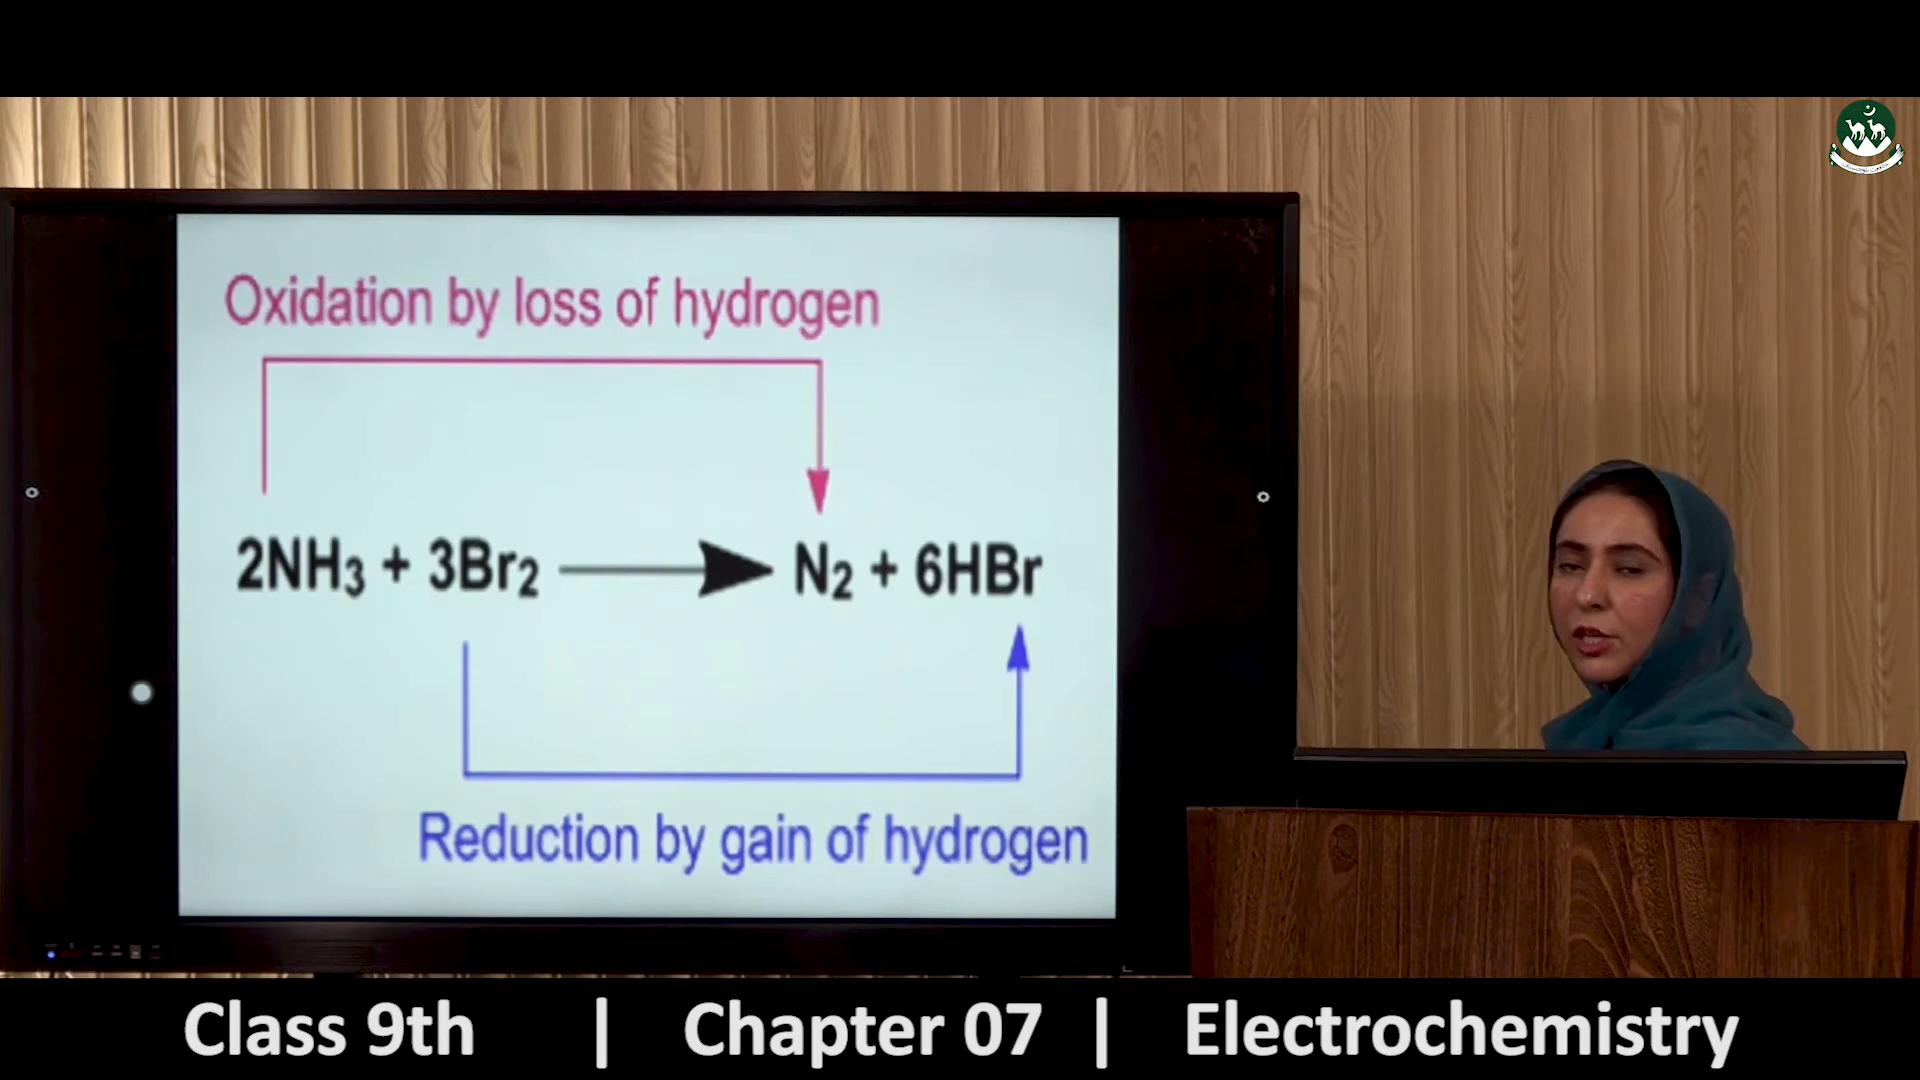 Oxidation by loss of hydrogen
2NH₃ + 3Br₂ → N₂ + 6HBr
Reduction by gain of hydrogen
Class 9th | Chapter 07 | Electrochemistry